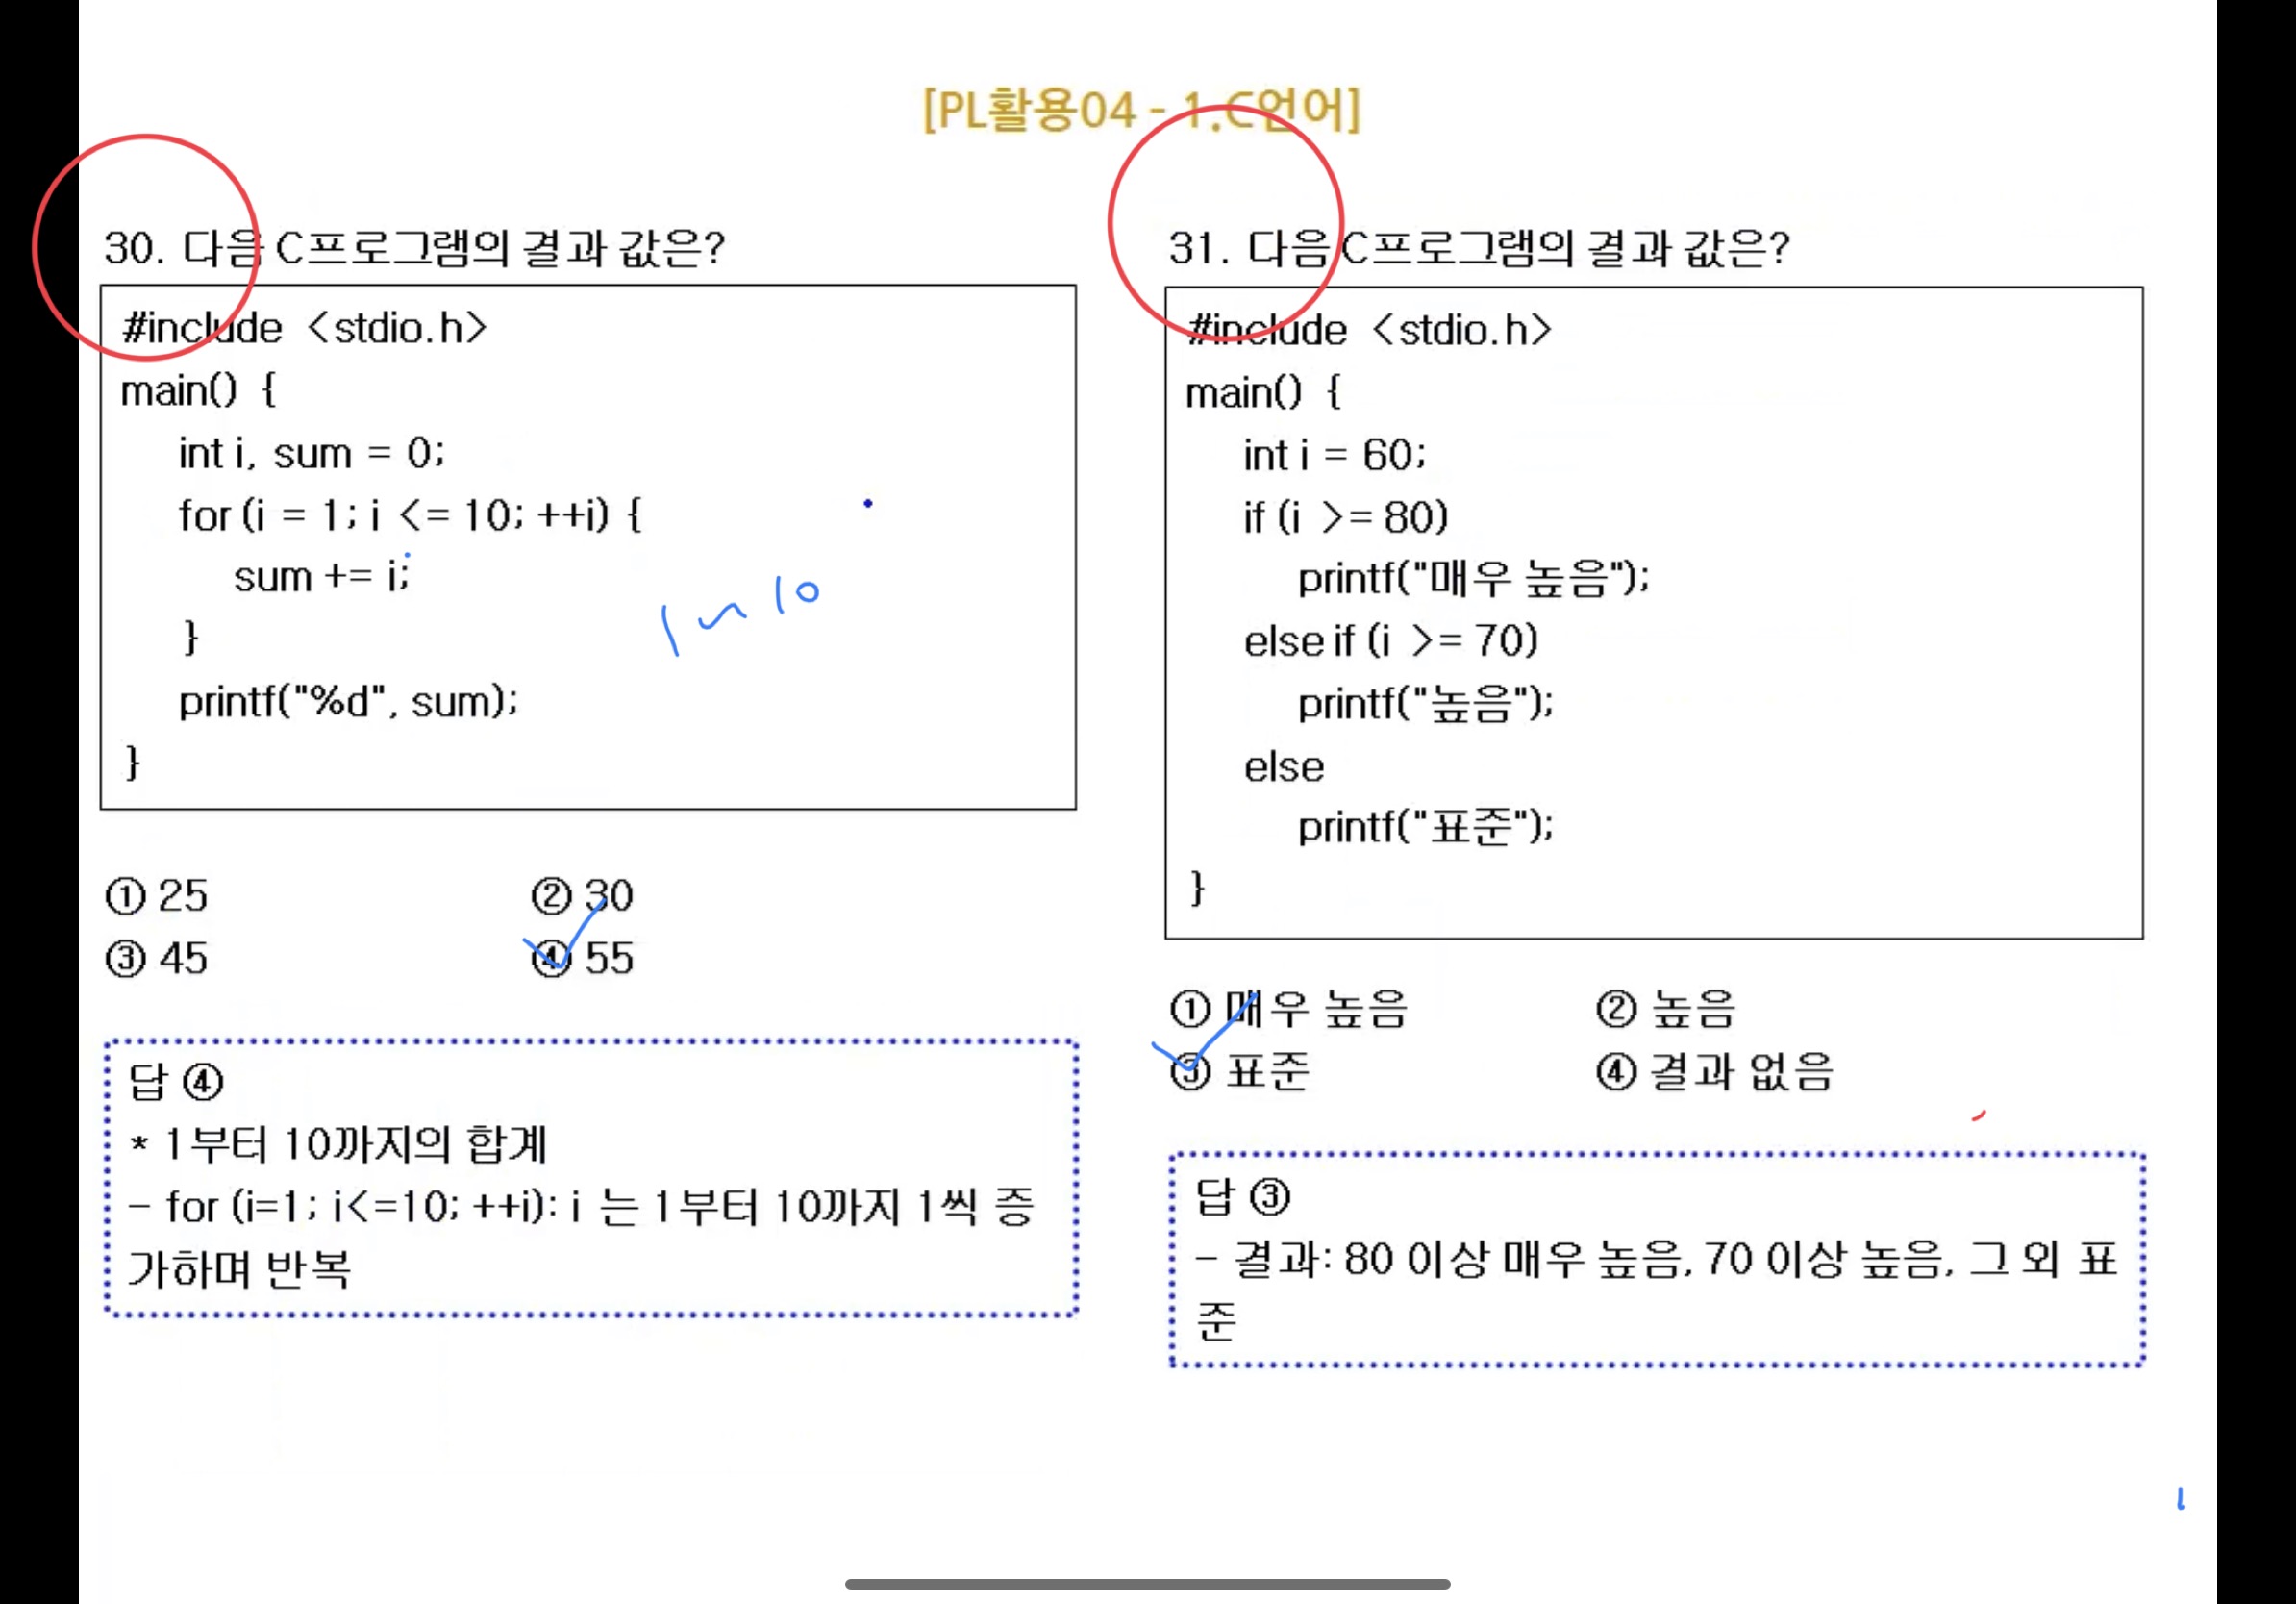 [PL활용04 - 1.C언어]
30. 다음 C프로그램의 결과 값은?
#include <stdio.h>
main() {
int i, sum = 0;
for (i = 1; i <= 10; ++i) {
sum += i;
}
printf("%d", sum);
}
1~10
① 25
② 30
③ 45
④ 55
답 ④
* 1부터 10까지의 합계
- for (i=1; i<=10; ++i): i 는 1부터 10까지 1씩 증
가하며 반복
31. 다음 C프로그램의 결과 값은?
#include <stdio.h>
main() {
int i = 60;
if (i >= 80)
printf("매우 높음");
else if (i >= 70)
printf("높음");
else
printf("표준");
}
① 매우 높음
② 높음
③ 표준
④ 결과 없음
답 ③
- 결과: 80 이상 매우 높음, 70 이상 높음, 그 외 표
준